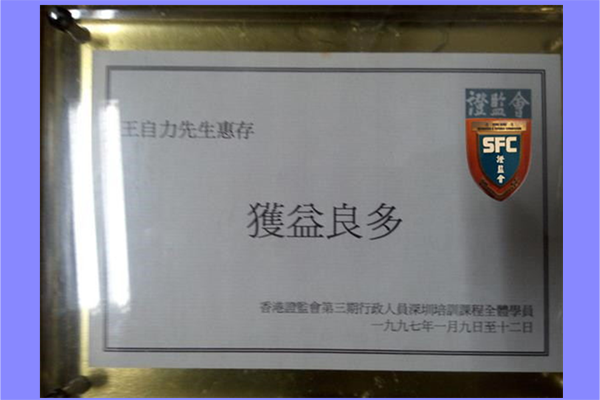 證監會
SFC
證監會
王自力先生惠存
獲益良多
香港證監會第三期行政人員深圳培訓課程全體學員
一九九七年一月九日至十二日